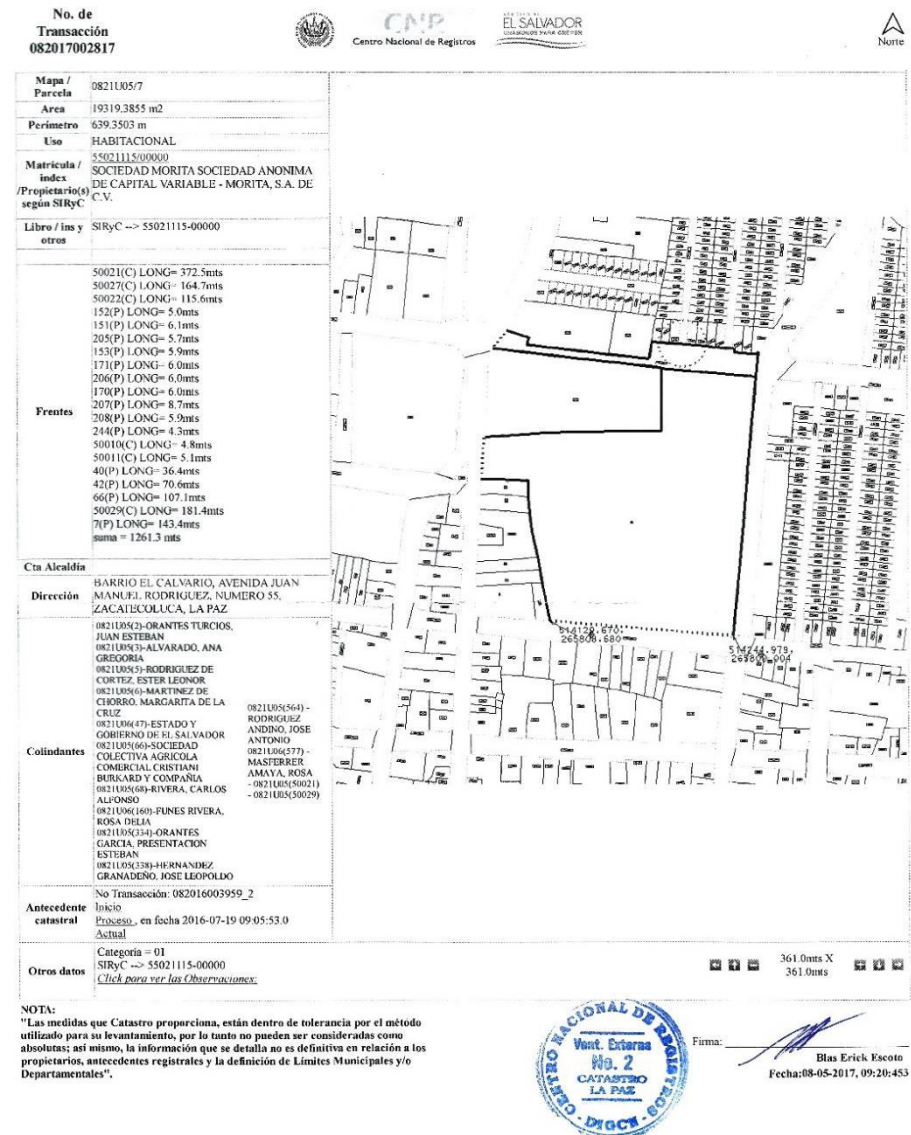 No. de
Transacción
082017002817
CNR
Centro Nacional de Registros
EL SALVADOR
UNÁMONOS PARA CRECER
Norte
Mapa /
Parcela
0821U05/7
Area
19319.3855 m2
Perímetro
639.3503 m
Uso
HABITACIONAL
Matricula /
index
/Propietario(s)
según SIRyC
55021115/00000
SOCIEDAD MORITA SOCIEDAD ANONIMA
DE CAPITAL VARIABLE - MORITA, S.A. DE
C.V.
Libro / ins y
otros
SIRyC --> 55021115-00000
Frentes
50021(C) LONG= 372.5mts
50027(C) LONG= 164.7mts
50022(C) LONG= 115.6mts
152(P) LONG= 5.0mts
151(P) LONG= 6.1mts
205(P) LONG= 5.7mts
153(P) LONG= 5.9mts
171(P) LONG= 6.0mts
206(P) LONG= 6.0mts
170(P) LONG= 6.0mts
207(P) LONG= 8.7mts
208(P) LONG= 5.9mts
244(P) LONG= 4.3mts
50010(C) LONG= 4.8mts
50011(C) LONG= 5.1mts
40(P) LONG= 36.4mts
42(P) LONG= 70.6mts
66(P) LONG= 107.1mts
50029(C) LONG= 181.4mts
7(P) LONG= 143.4mts
suma = 1261.3 mts
Cta Alcaldía
Dirección
BARRIO EL CALVARIO, AVENIDA JUAN
MANUEL RODRIGUEZ, NUMERO 55,
ZACATECOLUCA, LA PAZ
514129.670,
265808.680
514244.979,
265800.004
Colindantes
0821U05(2)-ORANTES TURCIOS,
JUAN ESTEBAN
0821U05(3)-ALVARADO, ANA
GREGORIA
0821U05(5)-RODRIGUEZ DE
CORTEZ, ESTER LEONOR
0821U05(6)-MARTINEZ DE
CHORRO, MARGARITA DE LA
CRUZ
0821U06(47)-ESTADO Y
GOBIERNO DE EL SALVADOR
0821U05(66)-SOCIEDAD
COLECTIVA AGRICOLA
COMERCIAL CRISTIANI
BURKARD Y COMPAÑIA
0821U05(68)-RIVERA, CARLOS
ALFONSO
0821U06(160)-FUNES RIVERA,
ROSA DELIA
0821U05(334)-ORANTES
GARCIA, PRESENTACION
ESTEBAN
0821U05(338)-HERNANDEZ
GRANADEÑO, JOSE LEOPOLDO
0821U05(564) -
RODRIGUEZ
ANDINO, JOSE
ANTONIO
0821U06(577) -
MASFERRER
AMAYA, ROSA
- 0821U05(50021)
- 0821U05(50029)
Antecedente
catastral
No Transacción: 082016003959_2
Inicio
Proceso , en fecha 2016-07-19 09:05:53.0
Actual
Otros datos
Categoria = 01
SIRyC --> 55021115-00000
Click para ver las Observaciones:
361.0mts X
361.0mts
NOTA:
"Las medidas que Catastro proporciona, están dentro de tolerancia por el método
utilizado para su levantamiento, por lo tanto no pueden ser consideradas como
absolutas; así mismo, la información que se detalla no es definitiva en relación a los
propietarios, antecedentes registrales y la definición de Límites Municipales y/o
Departamentales".
CENTRO NACIONAL DE REGISTROS
Vent. Externa
No. 2
CATASTRO
LA PAZ
DIGCN
Firma:
Blas Erick Escoto
Fecha:08-05-2017, 09:20:453